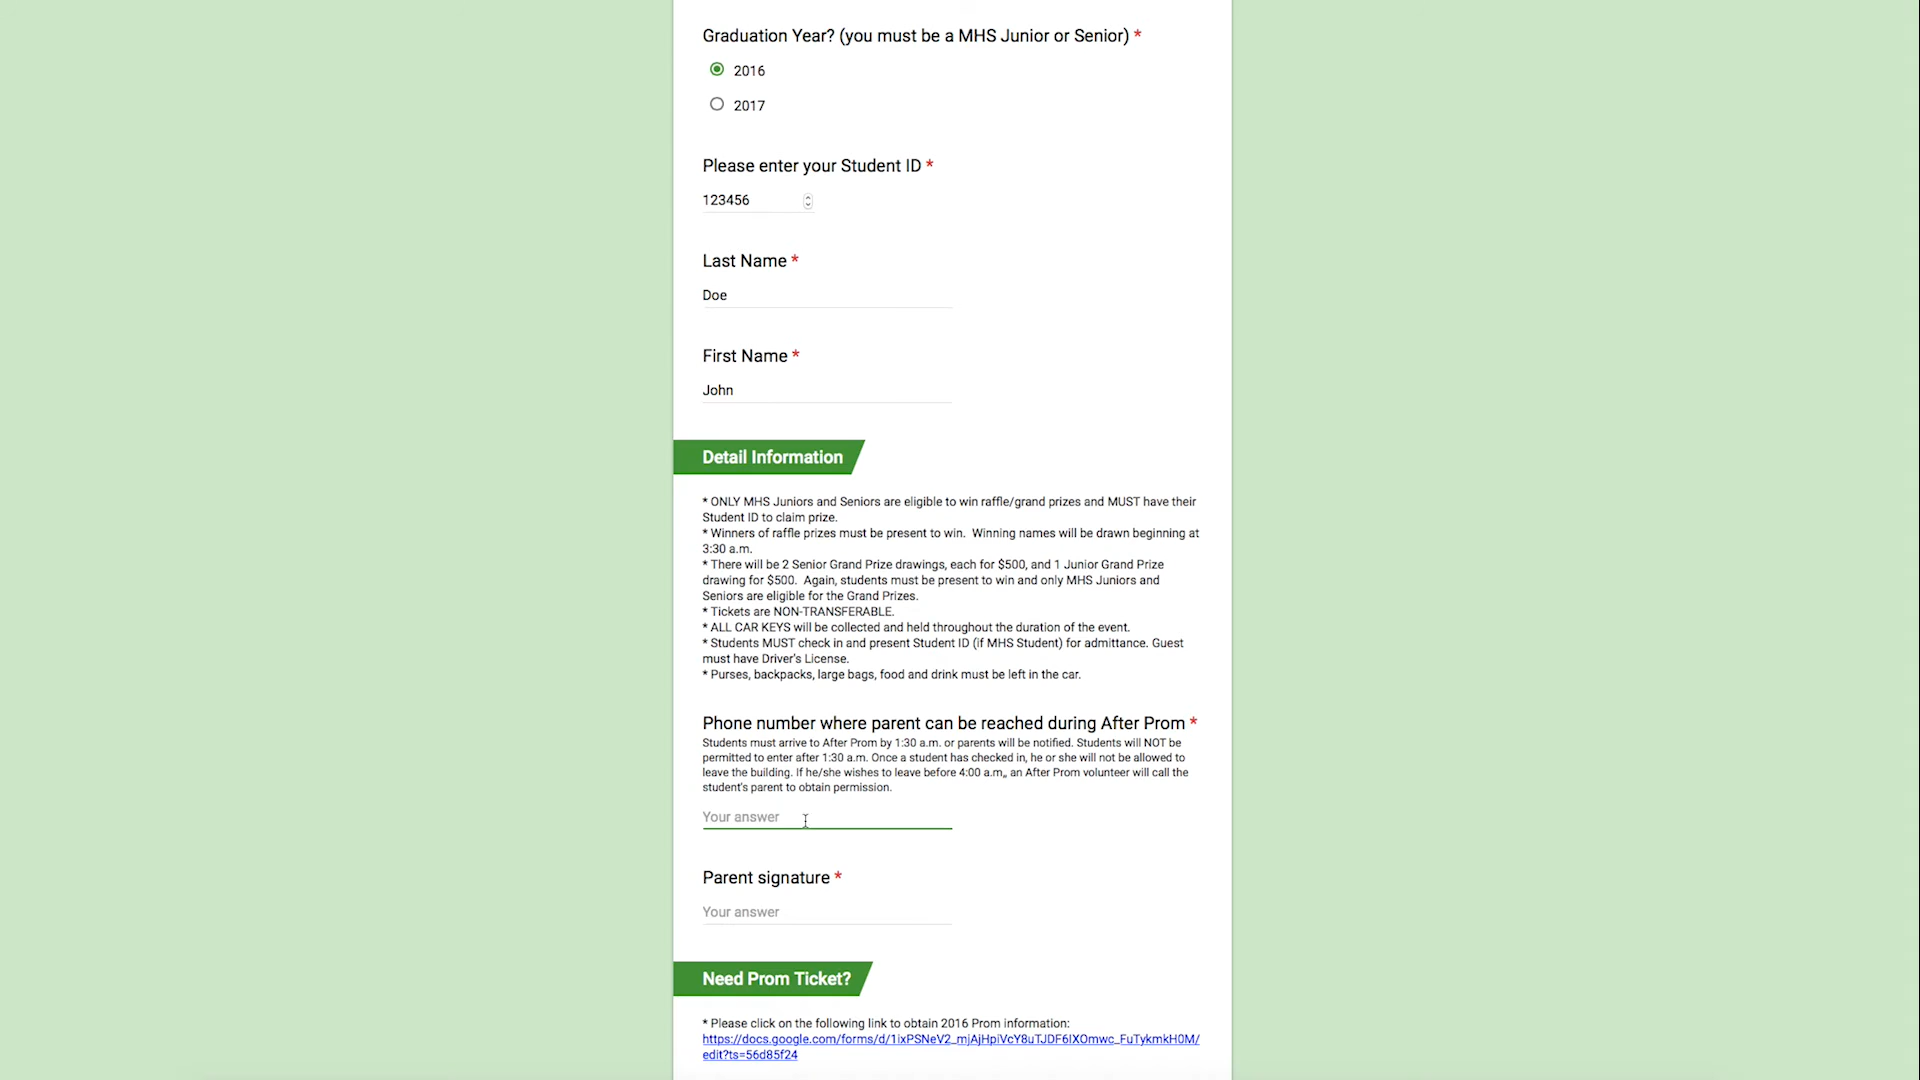 Graduation Year? (you must be a MHS Junior or Senior) *
2016
2017
Please enter your Student ID *
123456
Last Name *
Doe
First Name *
John
Detail Information
* ONLY MHS Juniors and Seniors are eligible to win raffle/grand prizes and MUST have their
Student ID to claim prize.
* Winners of raffle prizes must be present to win.  Winning names will be drawn beginning at
3:30 a.m.
* There will be 2 Senior Grand Prize drawings, each for $500, and 1 Junior Grand Prize
drawing for $500.  Again, students must be present to win and only MHS Juniors and
Seniors are eligible for the Grand Prizes.
* Tickets are NON-TRANSFERABLE.
* ALL CAR KEYS will be collected and held throughout the duration of the event.
* Students MUST check in and present Student ID (if MHS Student) for admittance. Guest
must have Driver's License.
* Purses, backpacks, large bags, food and drink must be left in the car.
Phone number where parent can be reached during After Prom *
Students must arrive to After Prom by 1:30 a.m. or parents will be notified. Students will NOT be
permitted to enter after 1:30 a.m. Once a student has checked in, he or she will not be allowed to
leave the building. If he/she wishes to leave before 4:00 a.m,, an After Prom volunteer will call the
student's parent to obtain permission.
Your answer
Parent signature *
Your answer
Need Prom Ticket?
* Please click on the following link to obtain 2016 Prom information:
https://docs.google.com/forms/d/1ixPSNeV2_mjAjHpiVcY8uTJDF6IXOmwc_FuTykmkH0M/
edit?ts=56d85f24